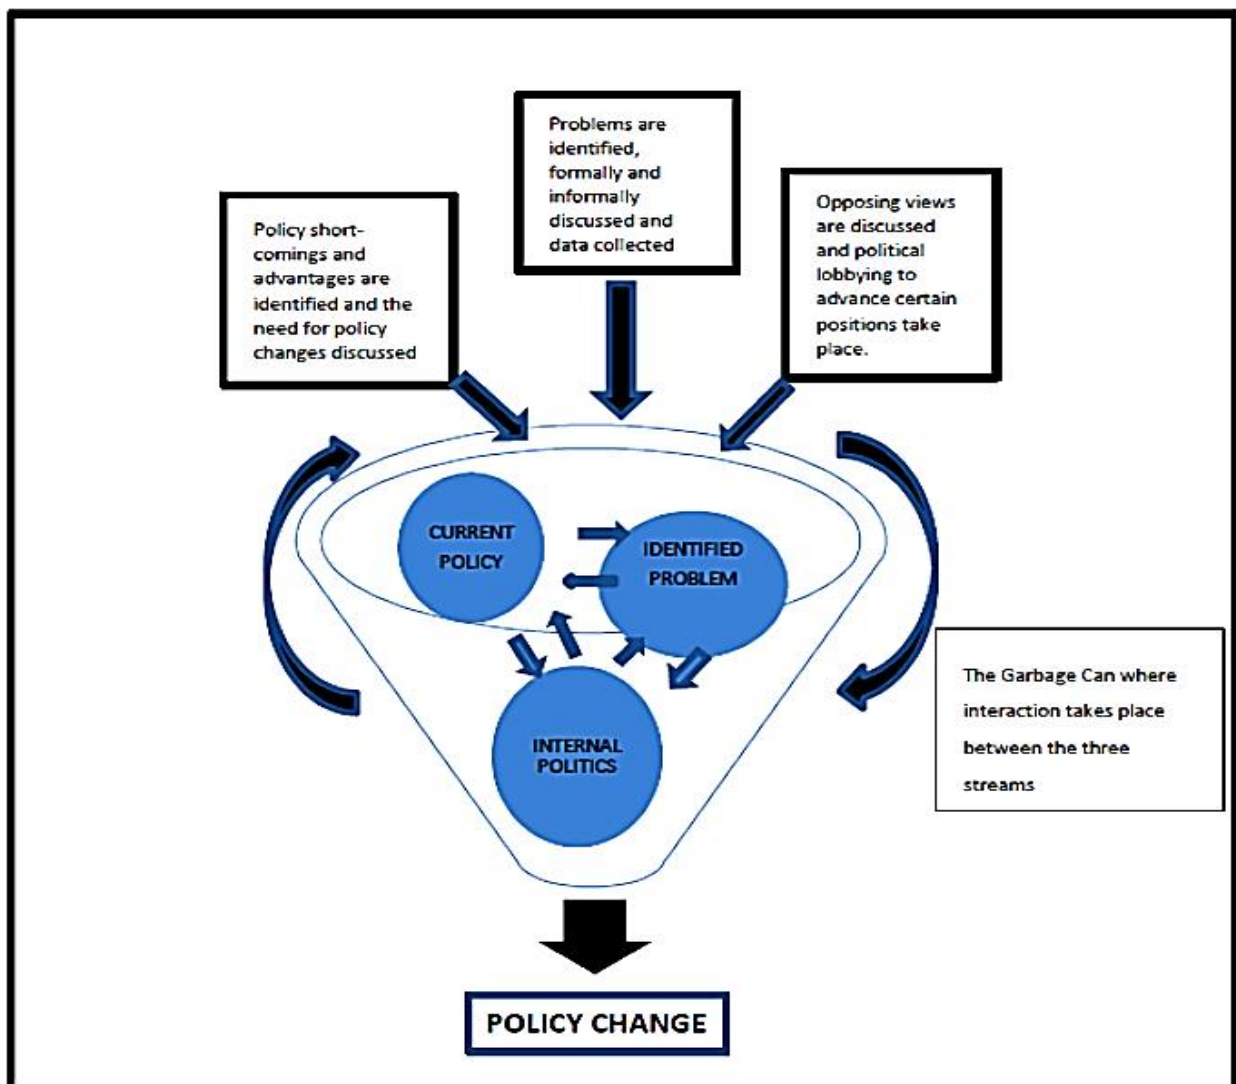 Problems are
identified,
formally and
informally
discussed and
data collected
Policy short-
comings and
advantages are
identified and the
need for policy
changes discussed
Opposing views
are discussed
and political
lobbying to
advance certain
positions take
place.
CURRENT
POLICY
IDENTIFIED
PROBLEM
INTERNAL
POLITICS
The Garbage Can where
interaction takes place
between the three
streams
POLICY CHANGE